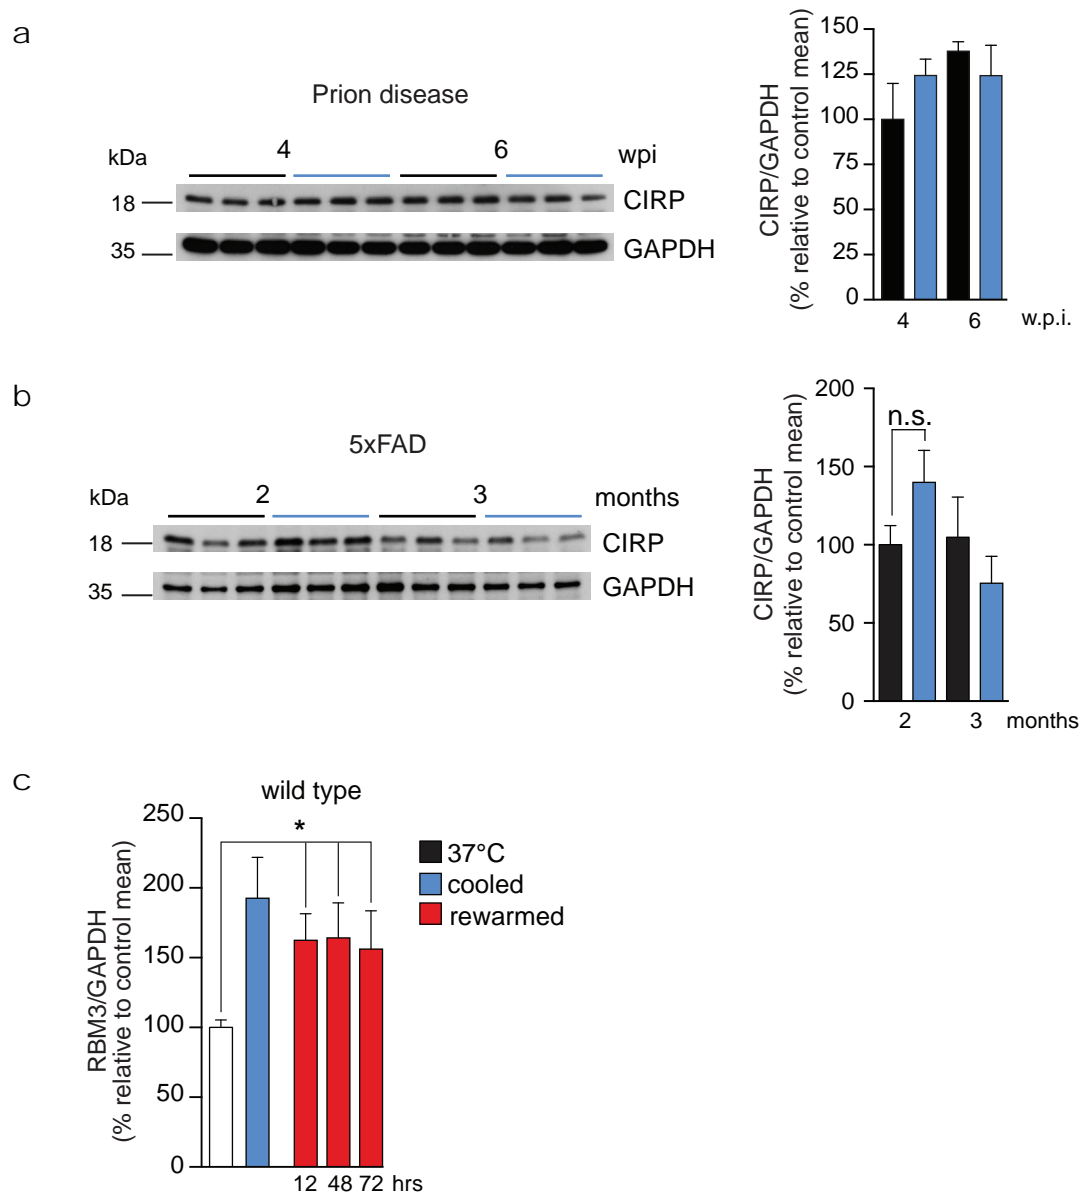 a
Prion disease
kDa
4
6
wpi
18
CIRP
35
GAPDH
CIRP/GAPDH
(% relative to control mean)
150
125
100
75
50
125
0
4
6
w.p.i.
b
5xFAD
kDa
2
3
months
18
CIRP
35
GAPDH
CIRP/GAPDH
(% relative to control mean)
200
150
100
50
0
n.s.
2
3
months
c
wild type
RBM3/GAPDH
(% relative to control mean)
250
200
150
100
50
0
*
12 48 72 hrs
37°C
cooled
rewarmed